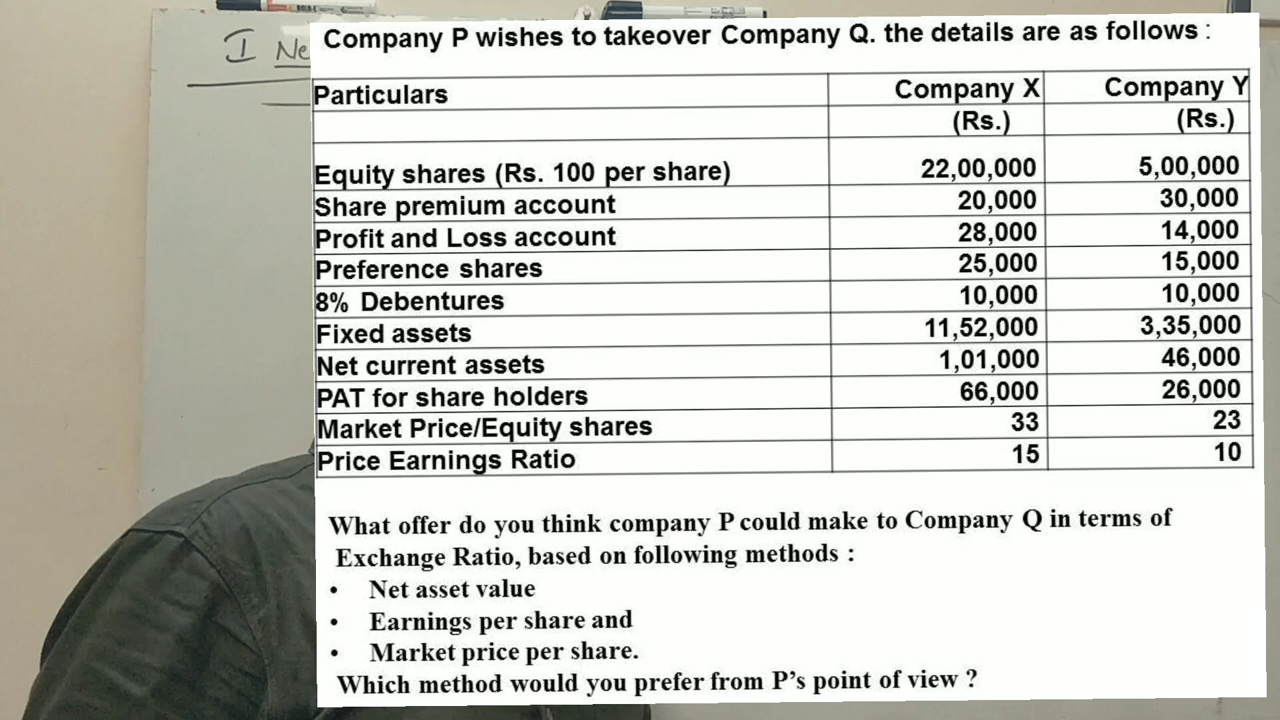 I Ne
Company P wishes to takeover Company Q. the details are as follows :
Particulars Company X Company Y
(Rs.) (Rs.)
Equity shares (Rs. 100 per share) 22,00,000 5,00,000
Share premium account 20,000 30,000
Profit and Loss account 28,000 14,000
Preference shares 25,000 15,000
8% Debentures 10,000 10,000
Fixed assets 11,52,000 3,35,000
Net current assets 1,01,000 46,000
PAT for share holders 66,000 26,000
Market Price/Equity shares 33 23
Price Earnings Ratio 15 10
What offer do you think company P could make to Company Q in terms of
Exchange Ratio, based on following methods :
• Net asset value
• Earnings per share and
• Market price per share.
Which method would you prefer from P's point of view ?